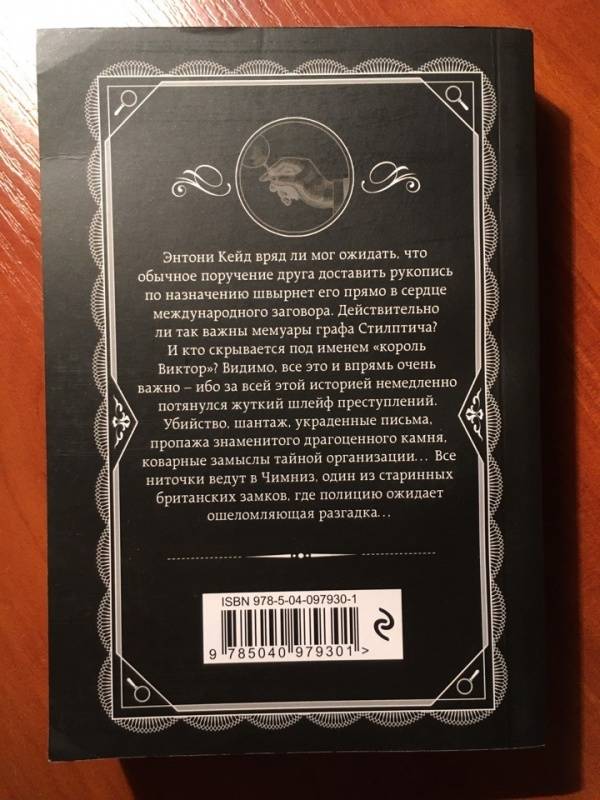 Энтони Кейд вряд ли мог ожидать, что
обычное поручение друга доставить рукопись
по назначению швырнет его прямо в сердце
международного заговора. Действительно
ли так важны мемуары графа Стилптича?
И кто скрывается под именем «король
Виктор»? Видимо, все это и впрямь очень
важно – ибо за всей этой историей немедленно
потянулся жуткий шлейф преступлений.
Убийство, шантаж, украденные письма,
пропажа знаменитого драгоценного камня,
коварные замыслы тайной организации… Все
ниточки ведут в Чимниз, один из старинных
британских замков, где полицию ожидает
ошеломляющая разгадка…
ISBN 978-5-04-097930-1
9 785040 979301 >